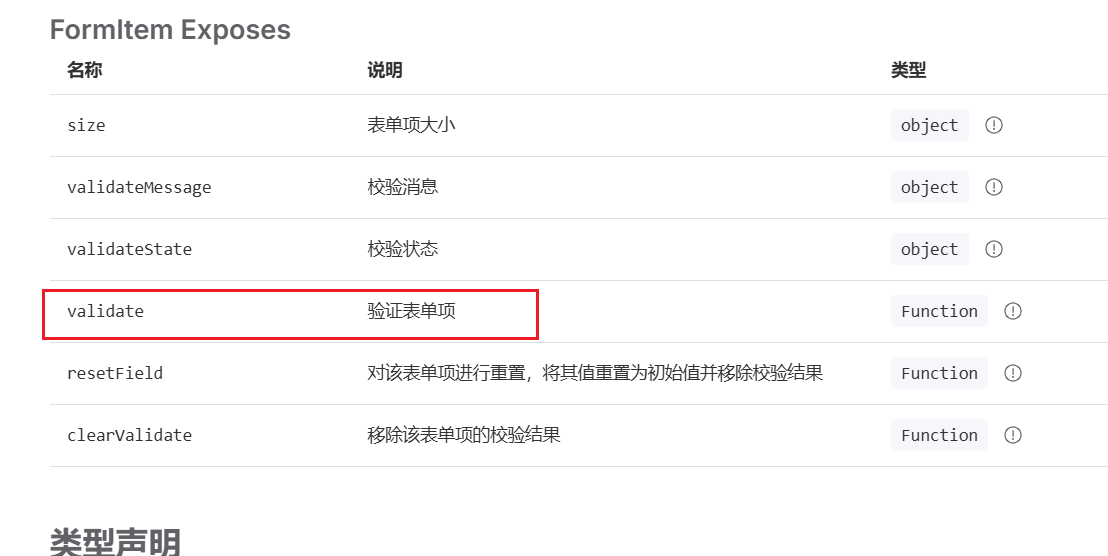 FormItem Exposes
名称 说明 类型
size 表单项大小 object
validateMessage 校验消息 object
validateState 校验状态 object
validate 验证表单项 Function
resetField 对该表单项进行重置，将其值重置为初始值并移除校验结果 Function
clearValidate 移除该表单项的校验结果 Function
类型声明